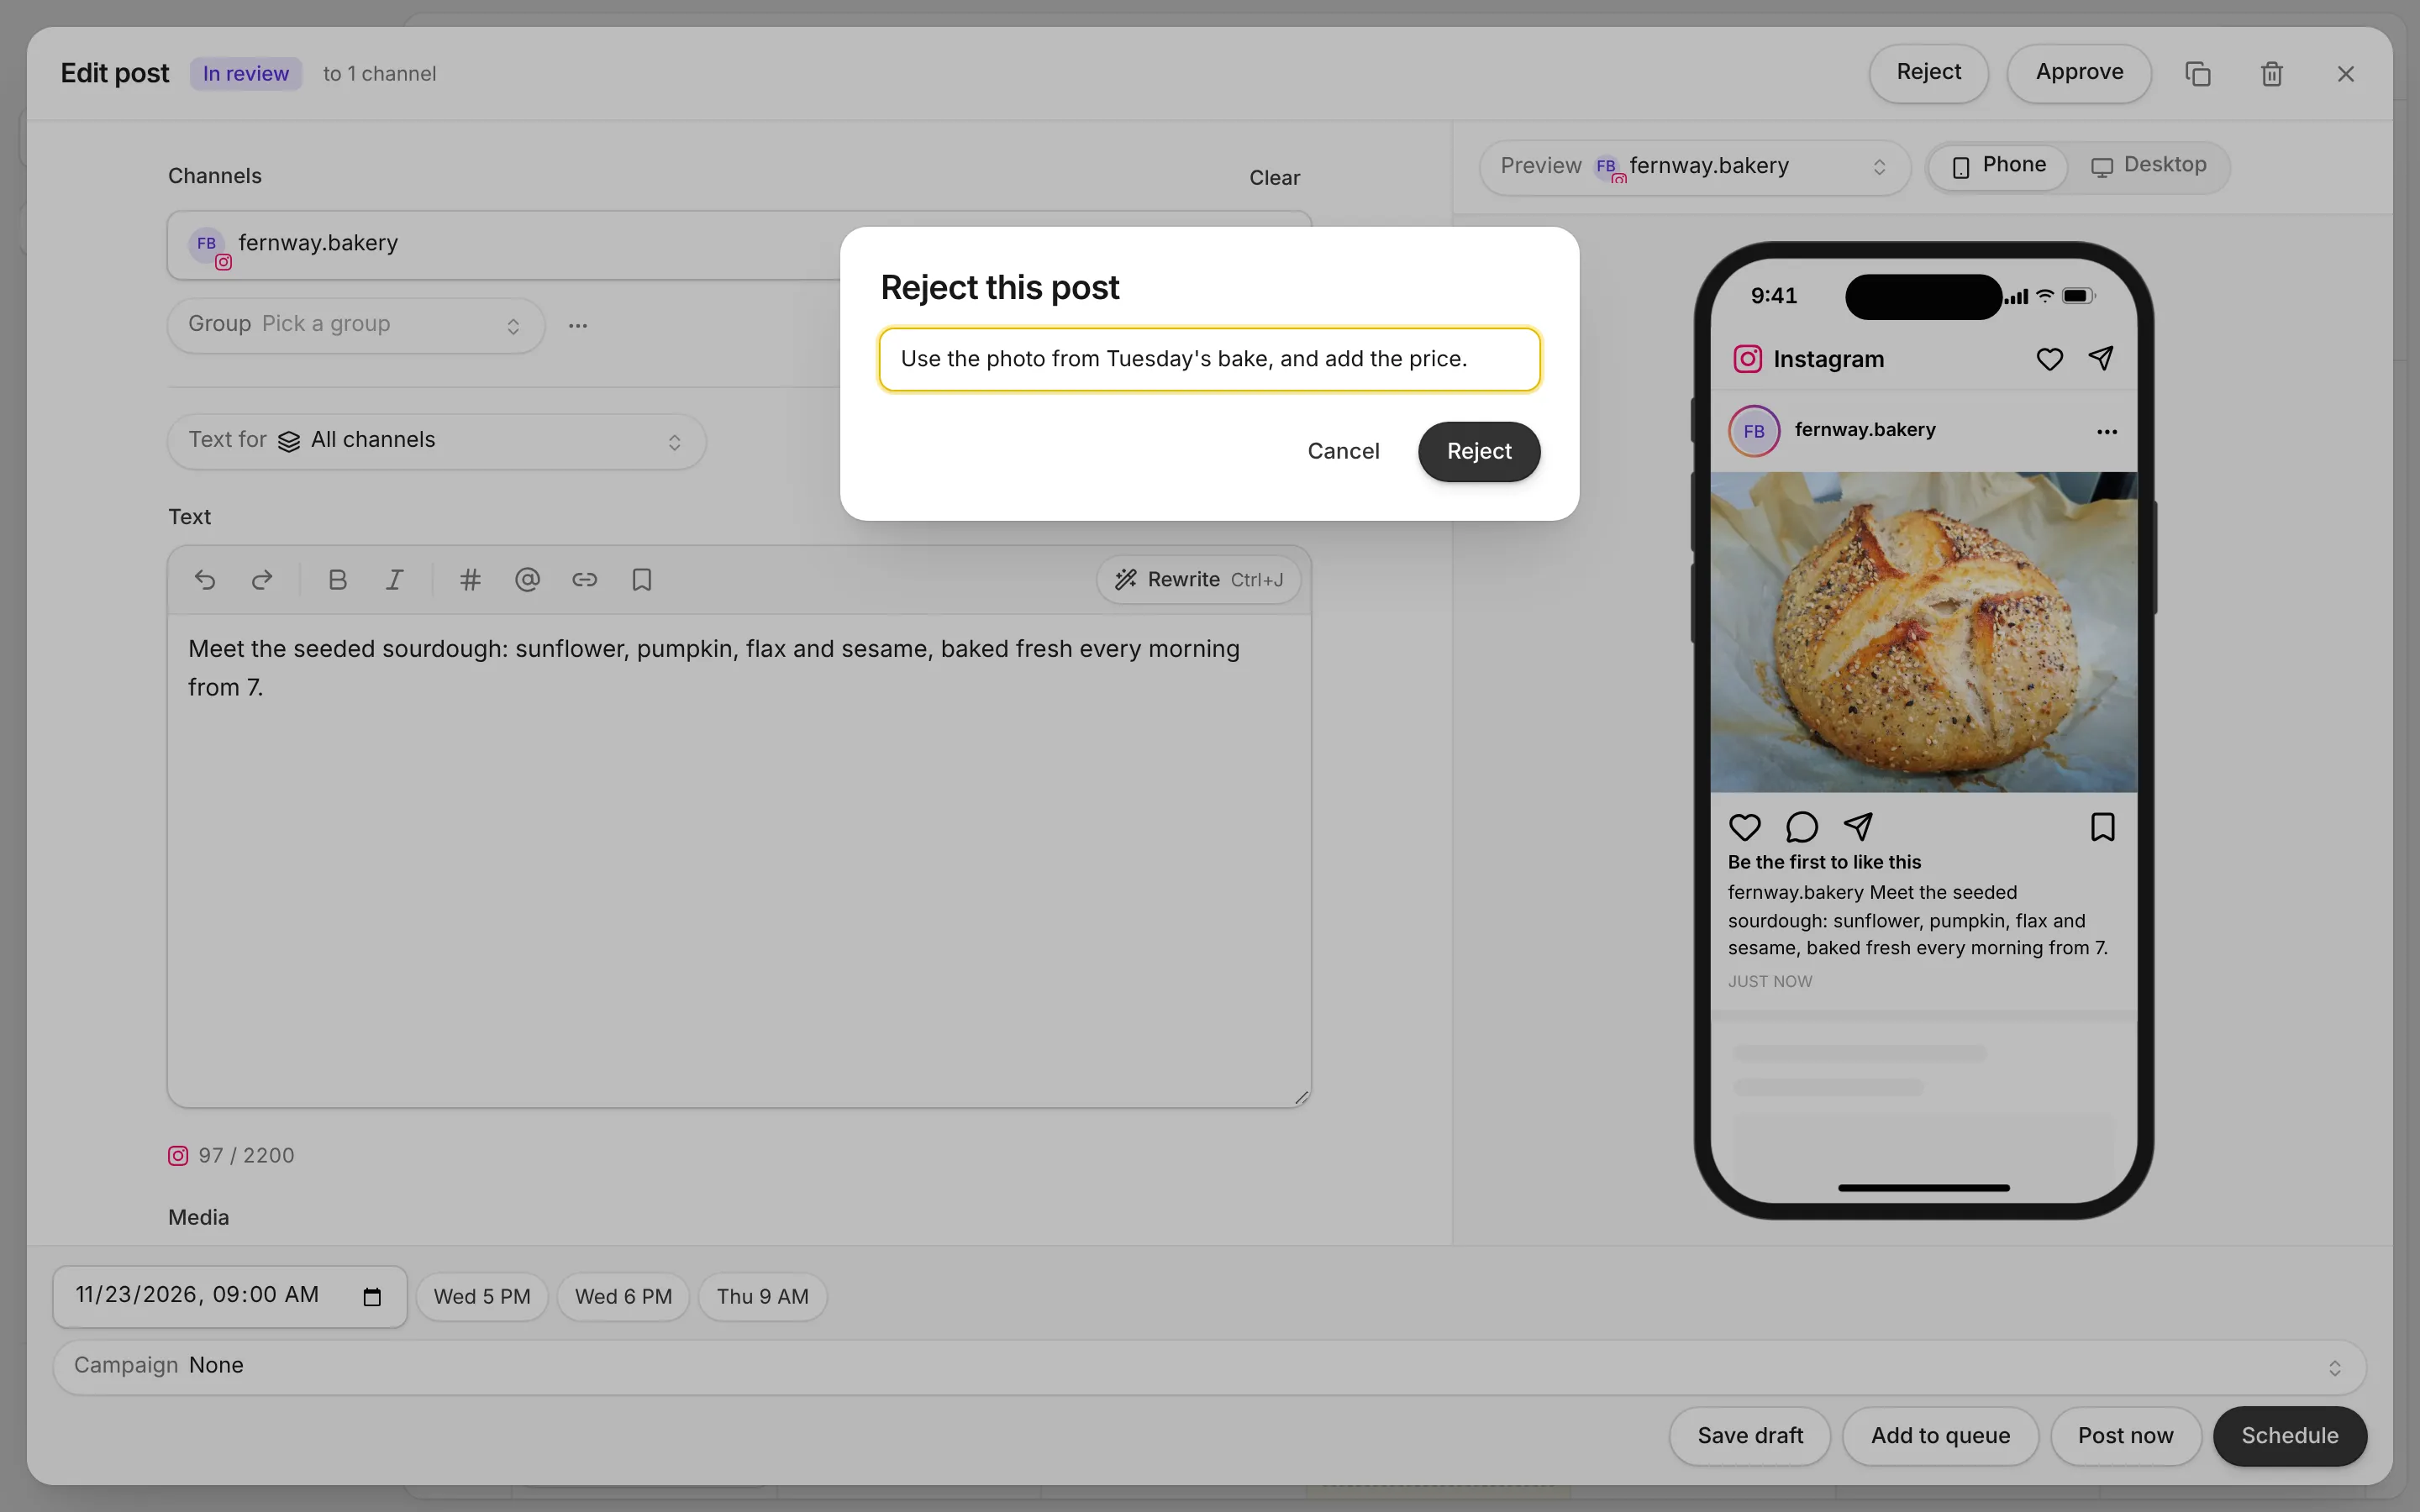 Edit post
In review
to 1 channel
Reject
Approve
Channels
Clear
FB
fernway.bakery
Group Pick a group
Text for All channels
Text
Rewrite Ctrl+J
Meet the seeded sourdough: sunflower, pumpkin, flax and sesame, baked fresh every morning
from 7.
97 / 2200
Media
Preview FB fernway.bakery
Phone
Desktop
Reject this post
Use the photo from Tuesday's bake, and add the price.
Cancel
Reject
9:41
Instagram
FB
fernway.bakery
Be the first to like this
fernway.bakery Meet the seeded
sourdough: sunflower, pumpkin, flax and
sesame, baked fresh every morning from 7.
JUST NOW
11/23/2026, 09:00 AM
Wed 5 PM
Wed 6 PM
Thu 9 AM
Campaign None
Save draft
Add to queue
Post now
Schedule